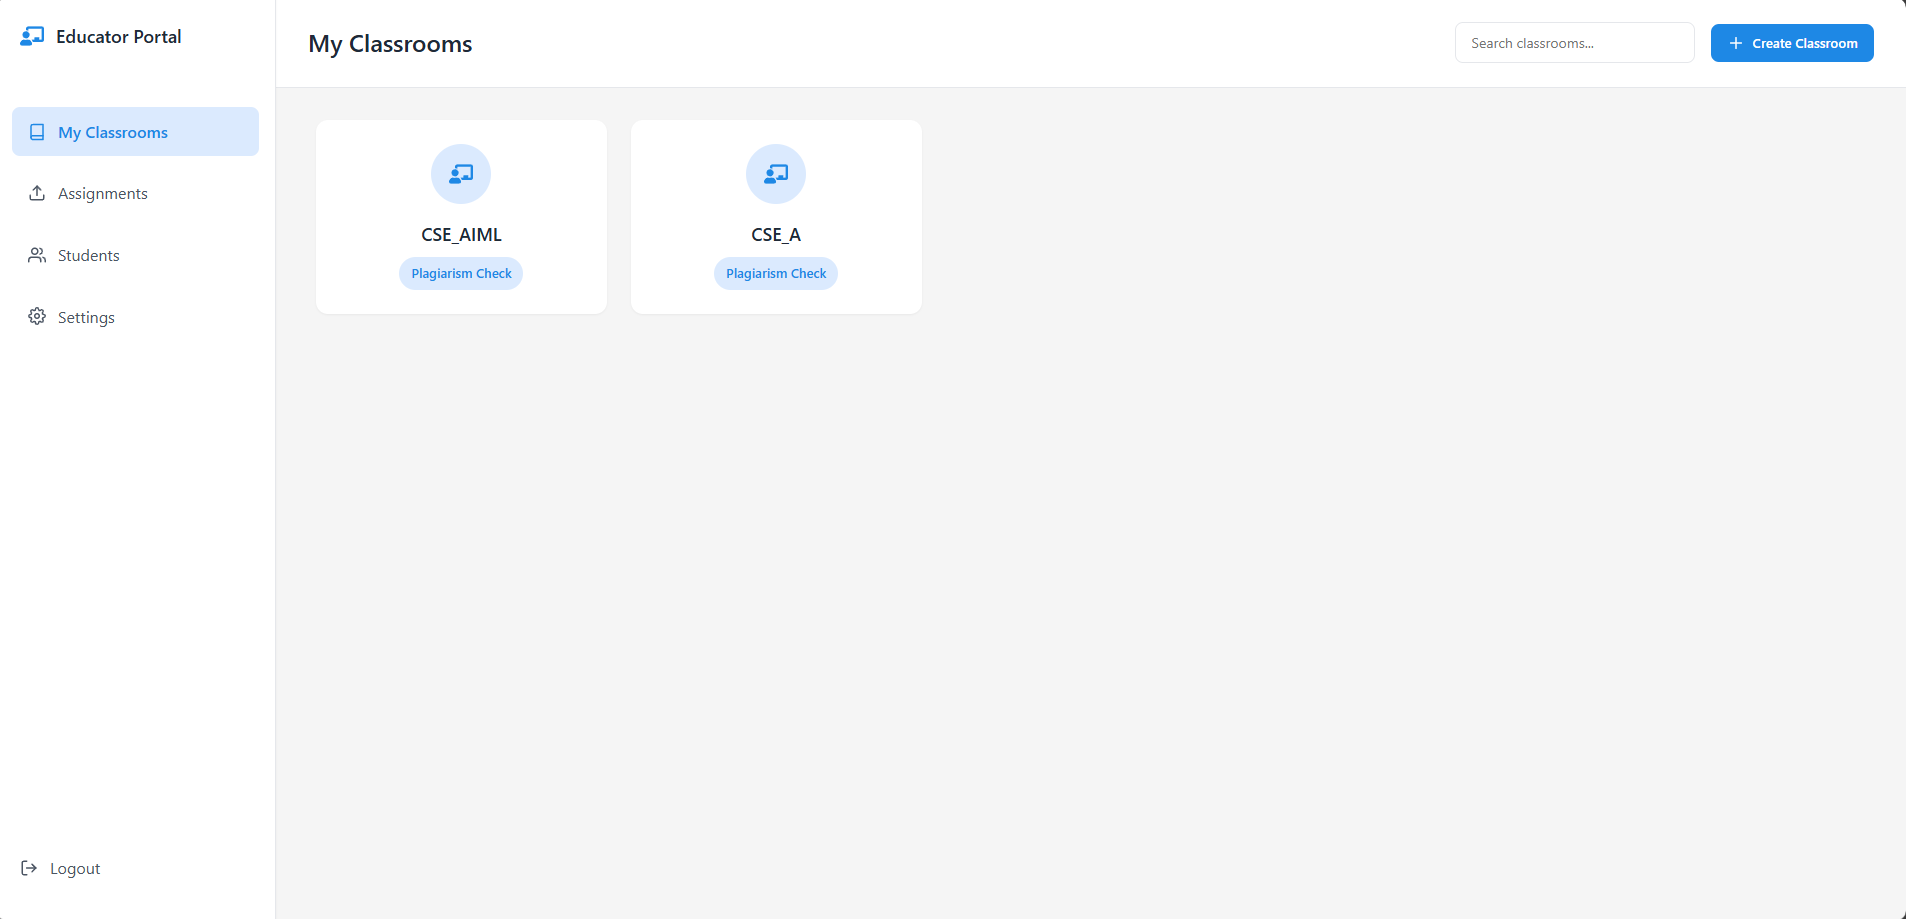 Educator Portal
My Classrooms
Assignments
Students
Settings
Logout
My Classrooms
Search classrooms...
Create Classroom
CSE_AIML
Plagiarism Check
CSE_A
Plagiarism Check